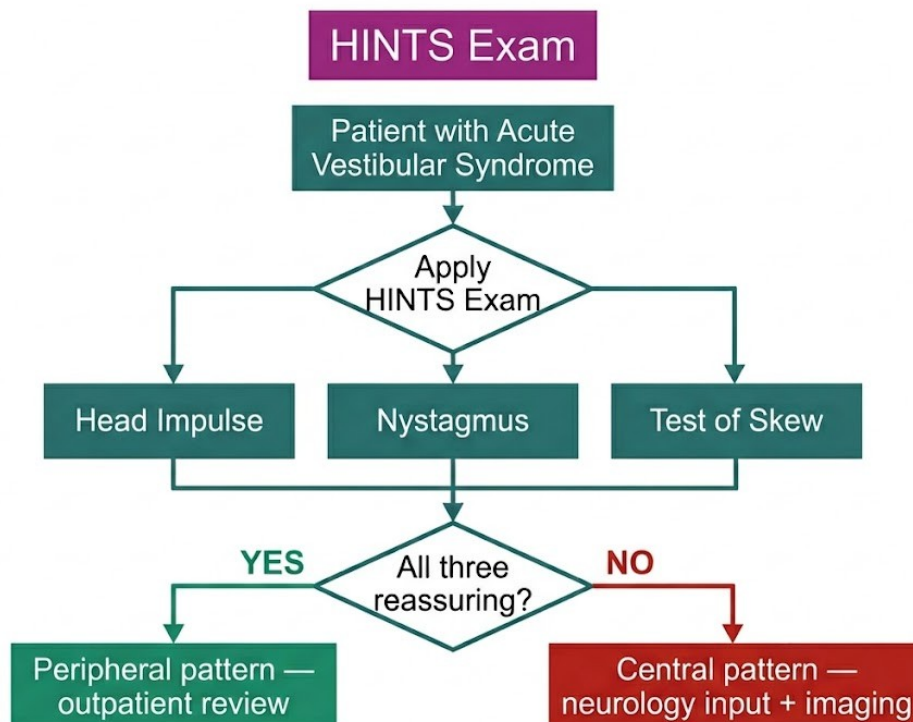 HINTS Exam
Patient with Acute
Vestibular Syndrome
Apply
HINTS Exam
Head Impulse
Nystagmus
Test of Skew
YES
All three
reassuring?
NO
Peripheral pattern —
outpatient review
Central pattern —
neurology input + imaging